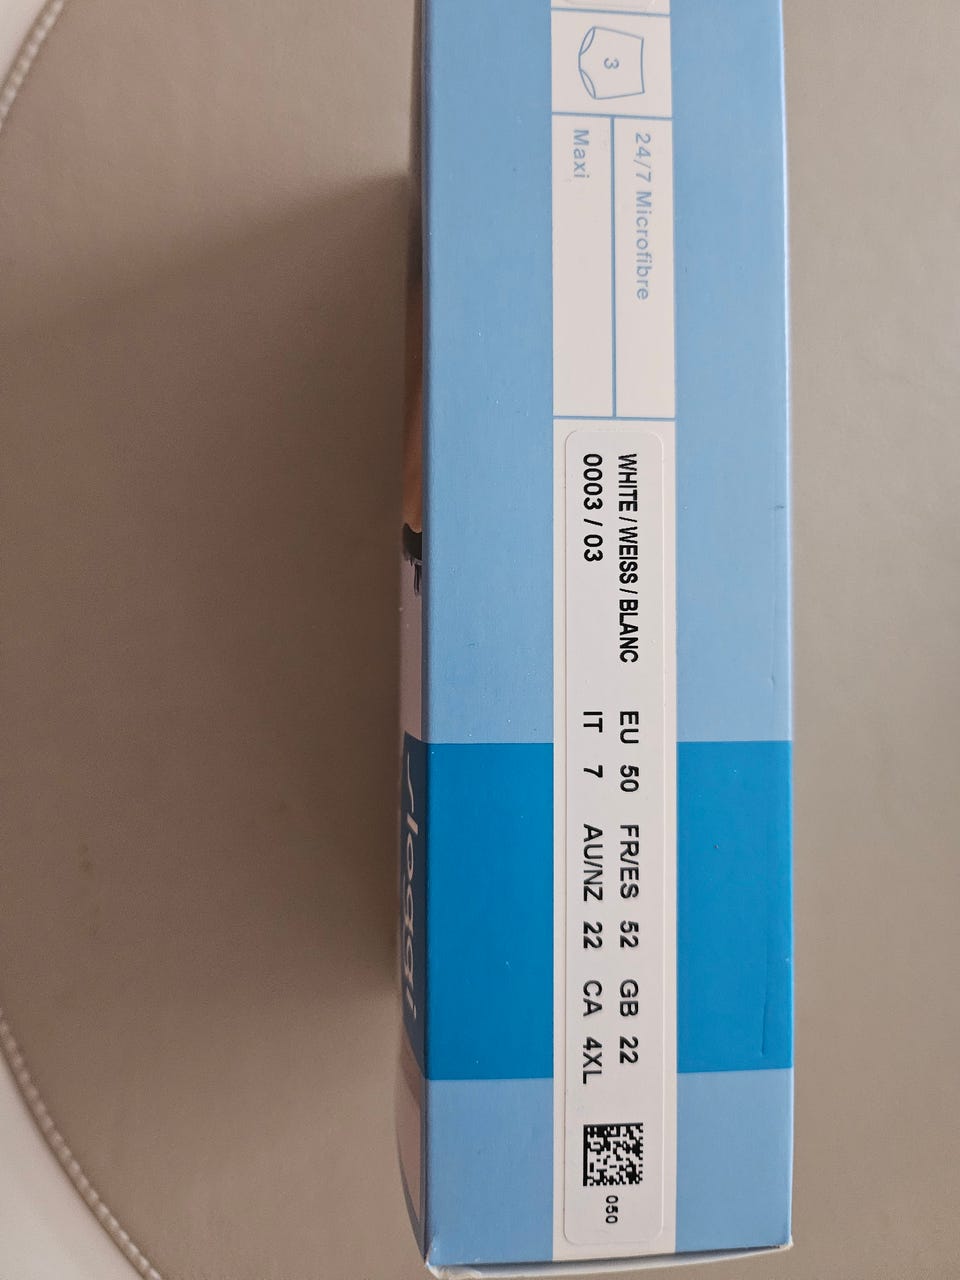 3
24/7 Microfibre
Maxi
WHITE / WEISS / BLANC
0003 / 03
EU 50 FR/ES 52 GB 22
IT 7 AU/NZ 22 CA 4XL
050
sloggi